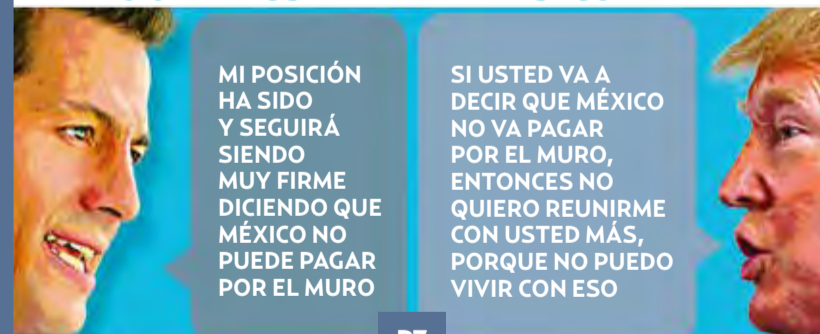 MI POSICIÓN
HA SIDO
Y SEGUIRÁ
SIENDO
MUY FIRME
DICIENDO QUE
MÉXICO NO
PUEDE PAGAR
POR EL MURO
SI USTED VA A
DECIR QUE MÉXICO
NO VA PAGAR
POR EL MURO,
ENTONCES NO
QUIERO REUNIRME
CON USTED MÁS,
PORQUE NO PUEDO
VIVIR CON ESO